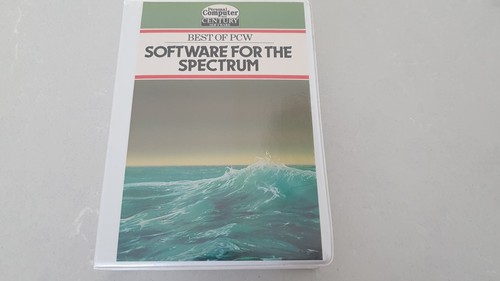 Personal
Computer
CENTURY
BEST OF PCW
SOFTWARE FOR THE
SPECTRUM